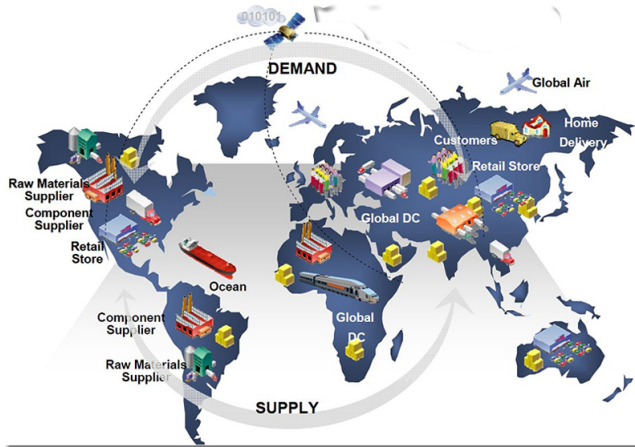 010101
DEMAND
Global Air
Home
Delivery
Customers
Retail Store
Raw Materials
Supplier
Component
Supplier
Retail
Store
Global DC
Ocean
Component
Supplier
Global
DC
Raw Materials
Supplier
SUPPLY